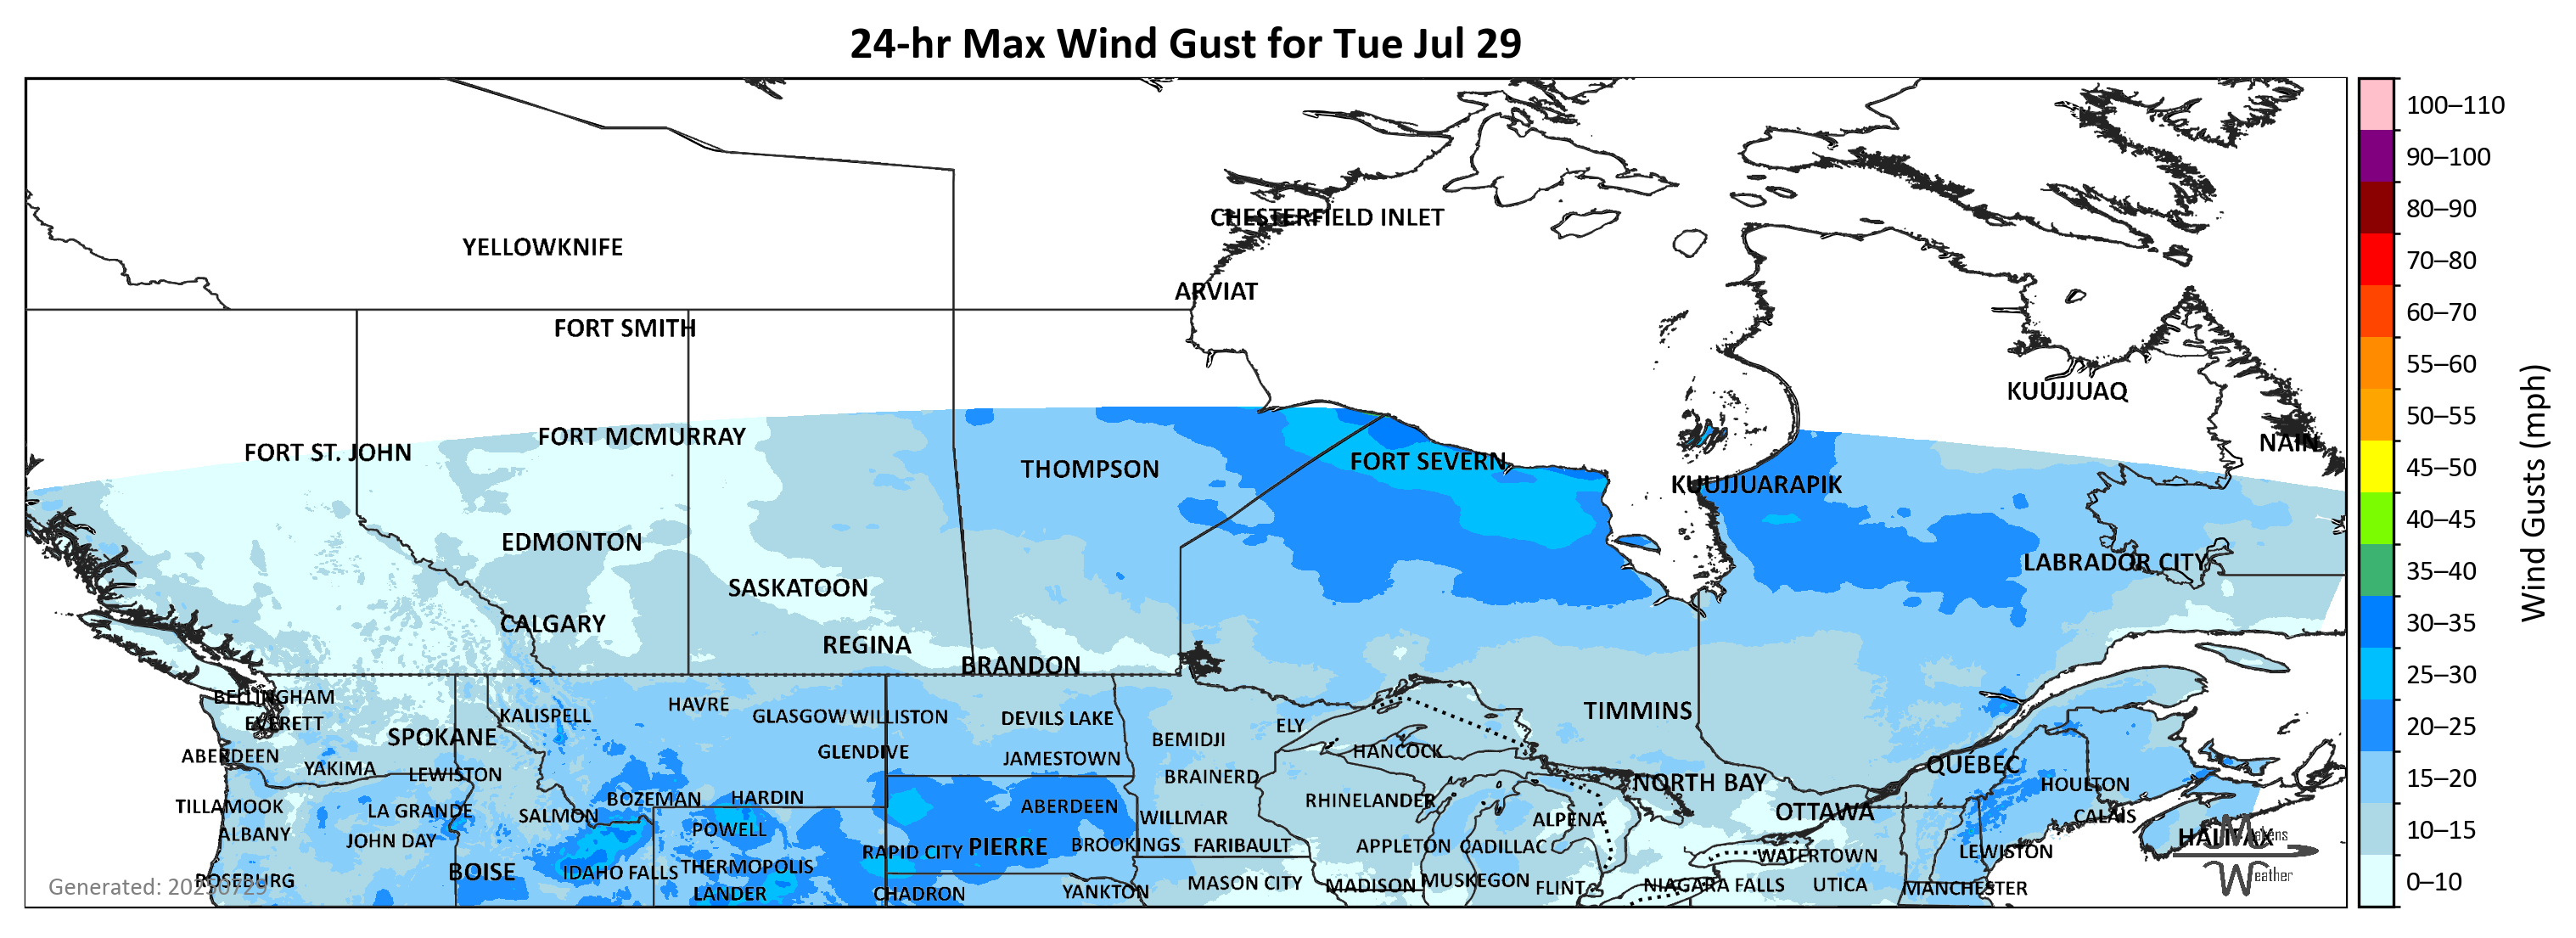 24-hr Max Wind Gust for Tue Jul 29
100–110
90–100
80–90
70–80
60–70
55–60
50–55
45–50
40–45
35–40
30–35
25–30
20–25
15–20
10–15
0–10
Wind Gusts (mph)
CHESTERFIELD INLET
YELLOWKNIFE
ARVIAT
FORT SMITH
KUUJJUAQ
FORT MCMURRAY
NAIN
FORT ST. JOHN
FORT SEVERN
THOMPSON
KUUJJUARAPIK
EDMONTON
LABRADOR CITY
SASKATOON
CALGARY
REGINA
BRANDON
BELLINGHAM
HAVRE
KALISPELL
GLASGOW
WILLISTON
DEVILS LAKE
TIMMINS
EVERETT
ELY
SPOKANE
BEMIDJI
GLENDIVE
HANCOCK
ABERDEEN
JAMESTOWN
QUÉBEC
YAKIMA
LEWISTON
BRAINERD
NORTH BAY
HOULTON
BOZEMAN
HARDIN
RHINELANDER
TILLAMOOK
LA GRANDE
ABERDEEN
SALMON
WILLMAR
ALPENA
OTTAWA
CALAIS
ALBANY
POWELL
JOHN DAY
HALIFAX
Makens
Weather
RAPID CITY
PIERRE
BROOKINGS
FARIBAULT
APPLETON
CADILLAC
WATERTOWN
LEWISTON
BOISE
IDAHO FALLS
THERMOPOLIS
ROSEBURG
Generated: 20250729
LANDER
CHADRON
YANKTON
MASON CITY
MADISON
MUSKEGON
FLINT
NIAGARA FALLS
UTICA
MANCHESTER